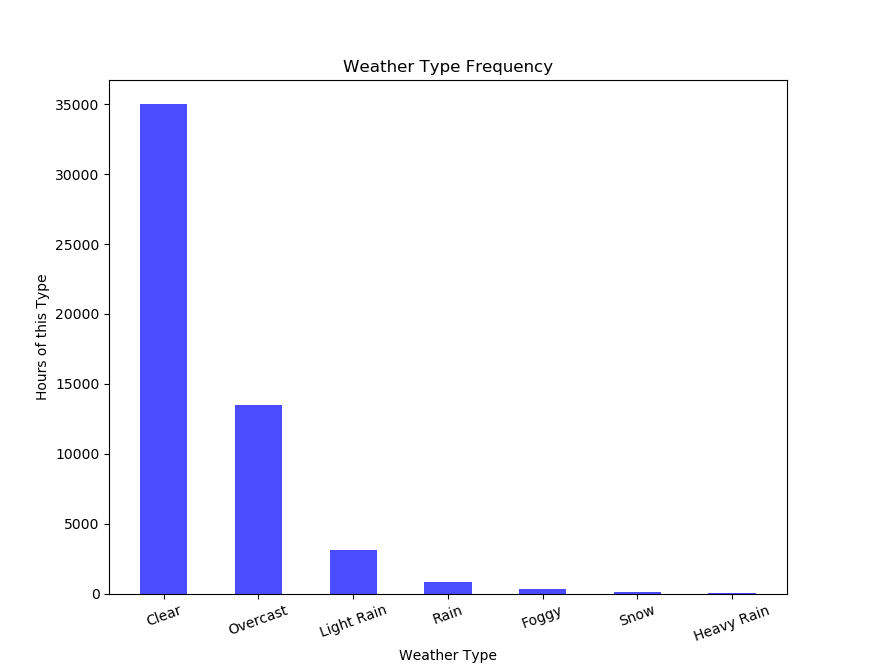 Weather Type Frequency
Hours of this Type
35000
30000
25000
20000
15000
10000
5000
0
Clear
Overcast
Light Rain
Rain
Foggy
Snow
Heavy Rain
Weather Type